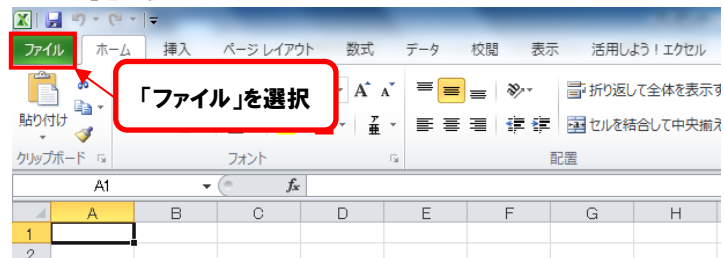 ファイル ホーム 挿入 ページ レイアウト 数式 データ 校閲 表示 活用しよう！エクセル
「ファイル」を選択
A A 折り返して全体を表示す
貼り付け
ア 亜 セルを結合して中央揃え
クリップボード フォント 配置
A1 fx
A B C D E F G H
1
2